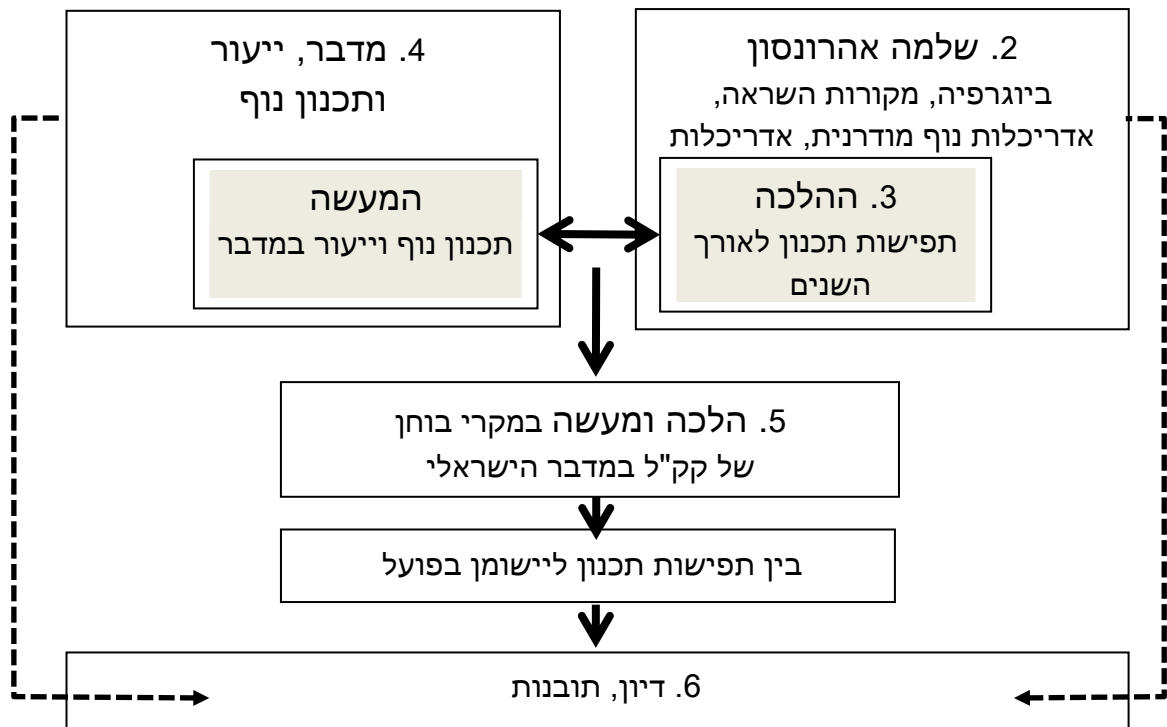 2. שלמה אהרונסון
ביוגרפיה, מקורות השראה,
אדריכלות נוף מודרנית, אדריכלות
3. ההלכה
תפישות תכנון לאורך
השנים
4. מדבר, ייעור
ותכנון נוף
המעשה
תכנון נוף וייעור במדבר
5. הלכה ומעשה במקרי בוחן
של קק"ל במדבר הישראלי
בין תפישות תכנון ליישומן בפועל
6. דיון, תובנות